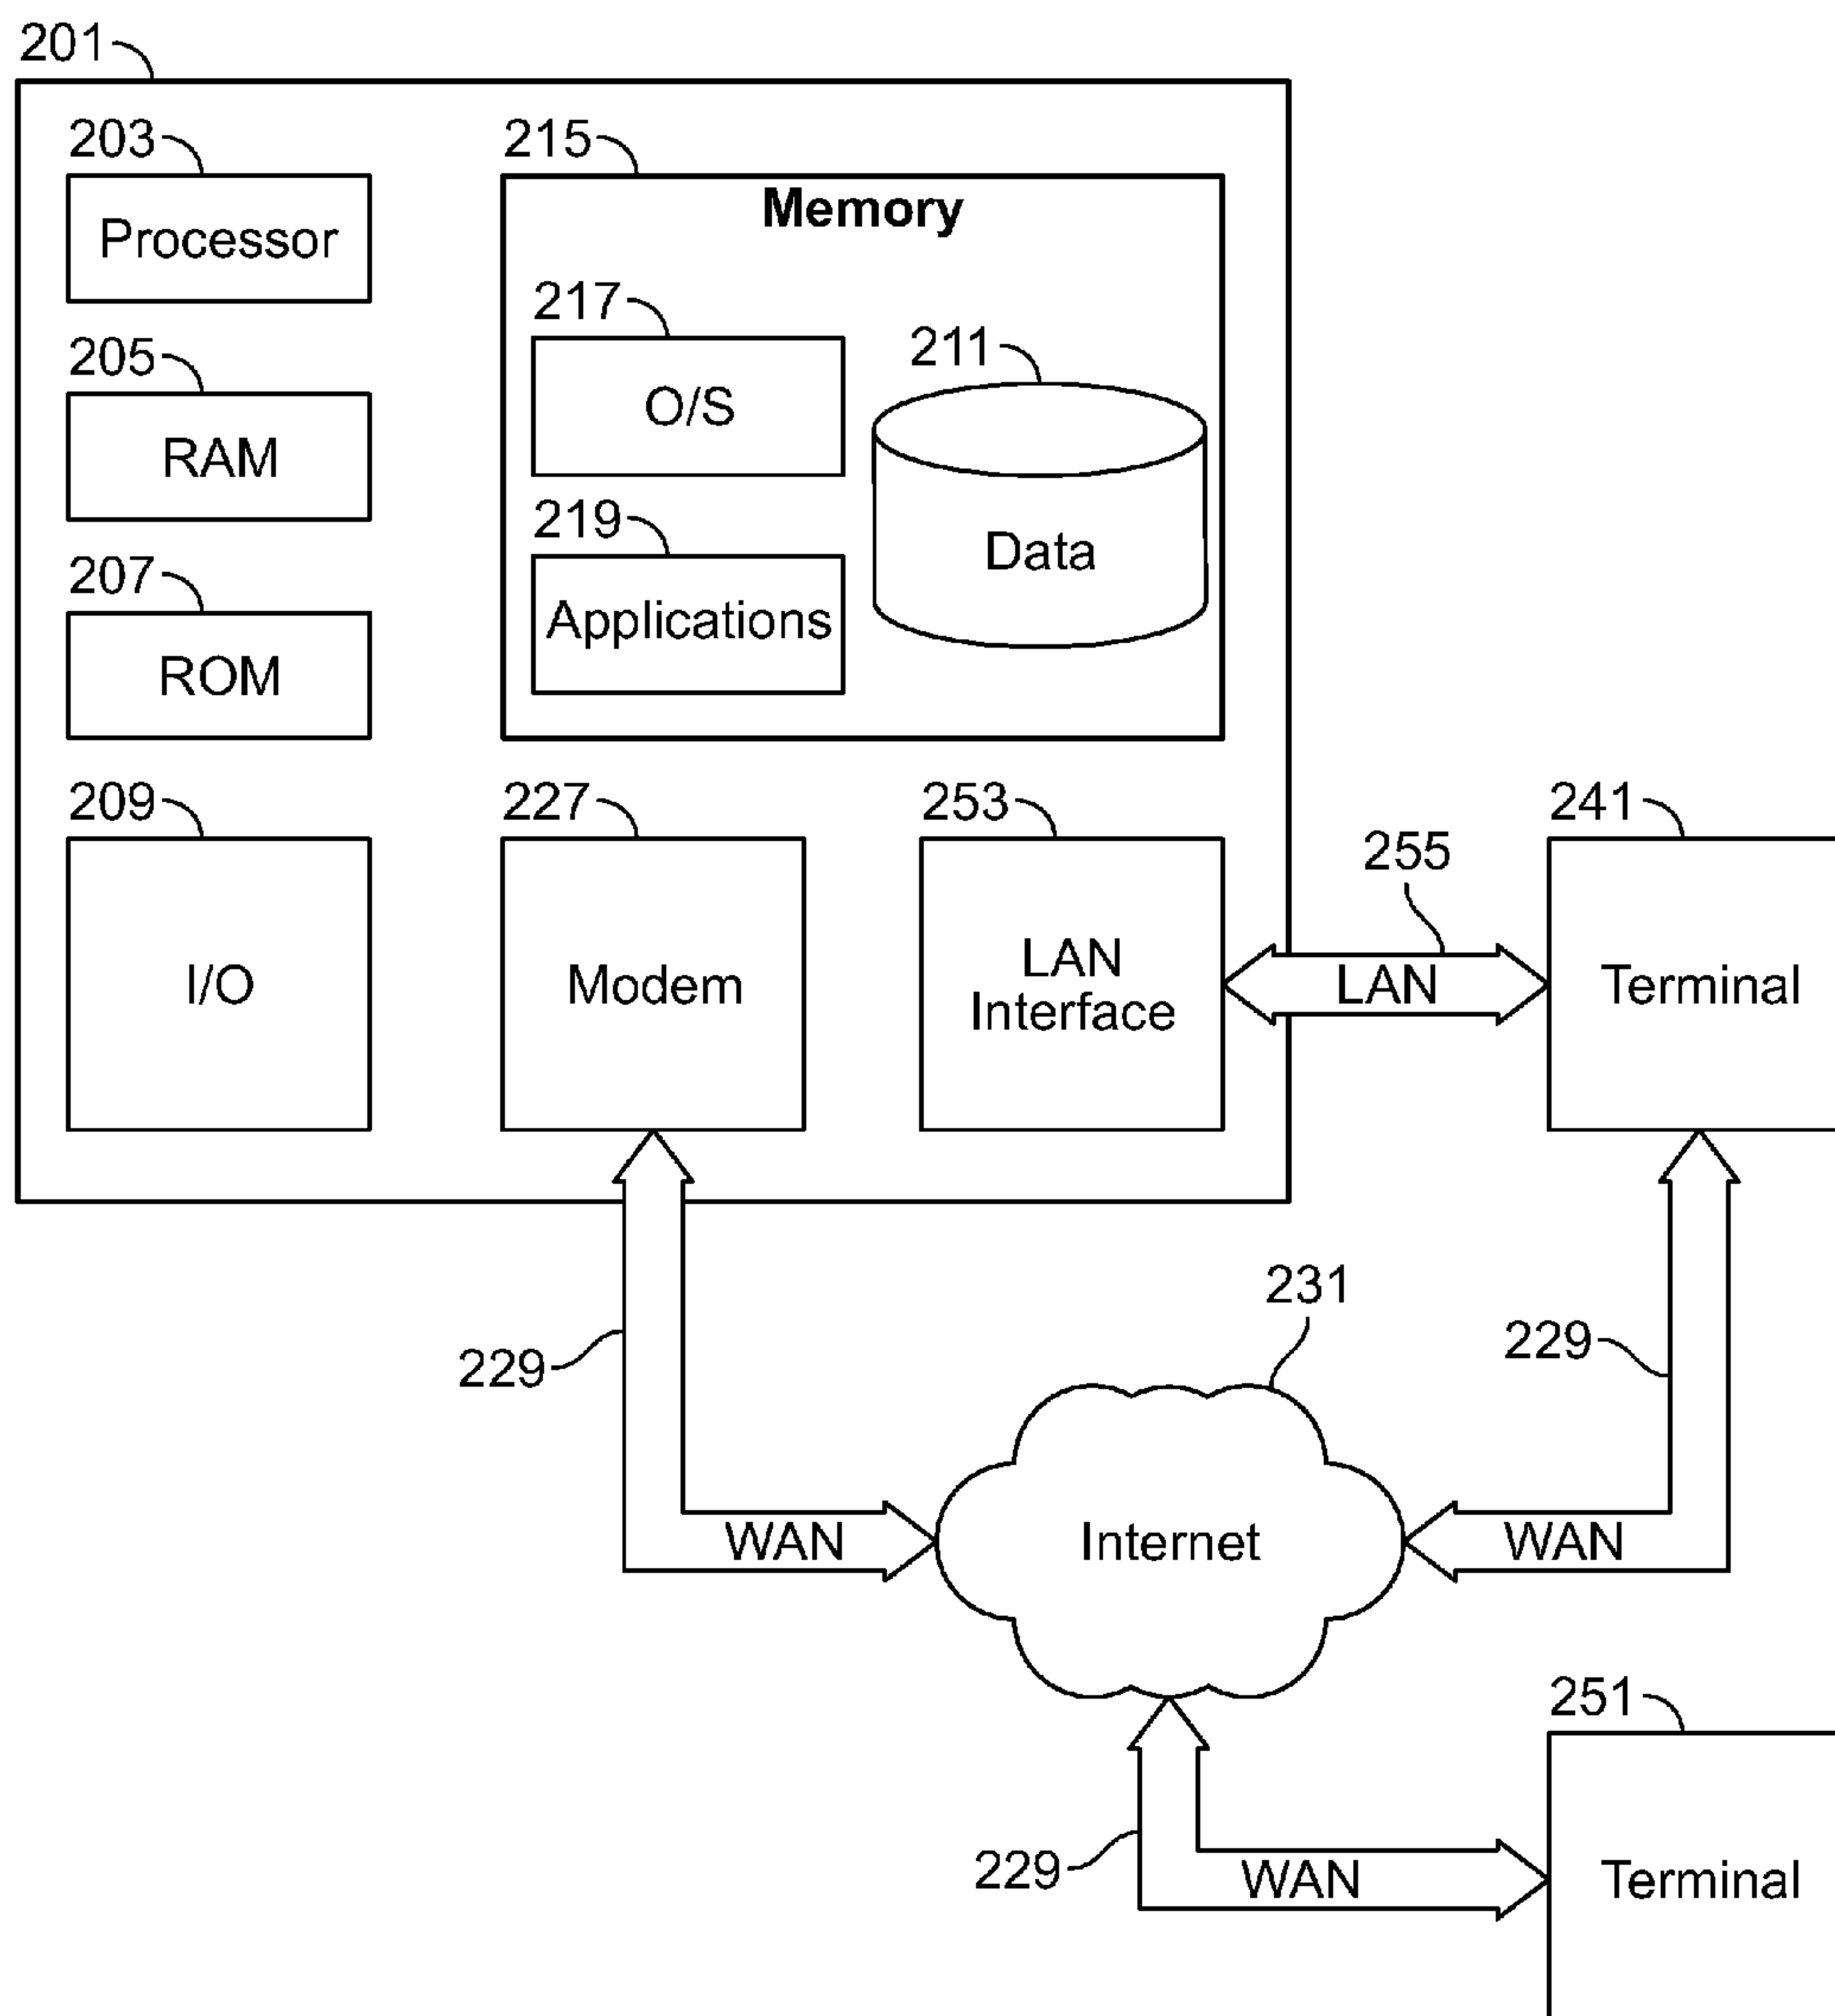 201
203
Processor
205
RAM
207
ROM
209
I/O
215
Memory
217
O/S
219
Applications
211
Data
227
Modem
253
LAN
Interface
255
LAN
241
Terminal
229
WAN
231
Internet
229
WAN
229
WAN
251
Terminal